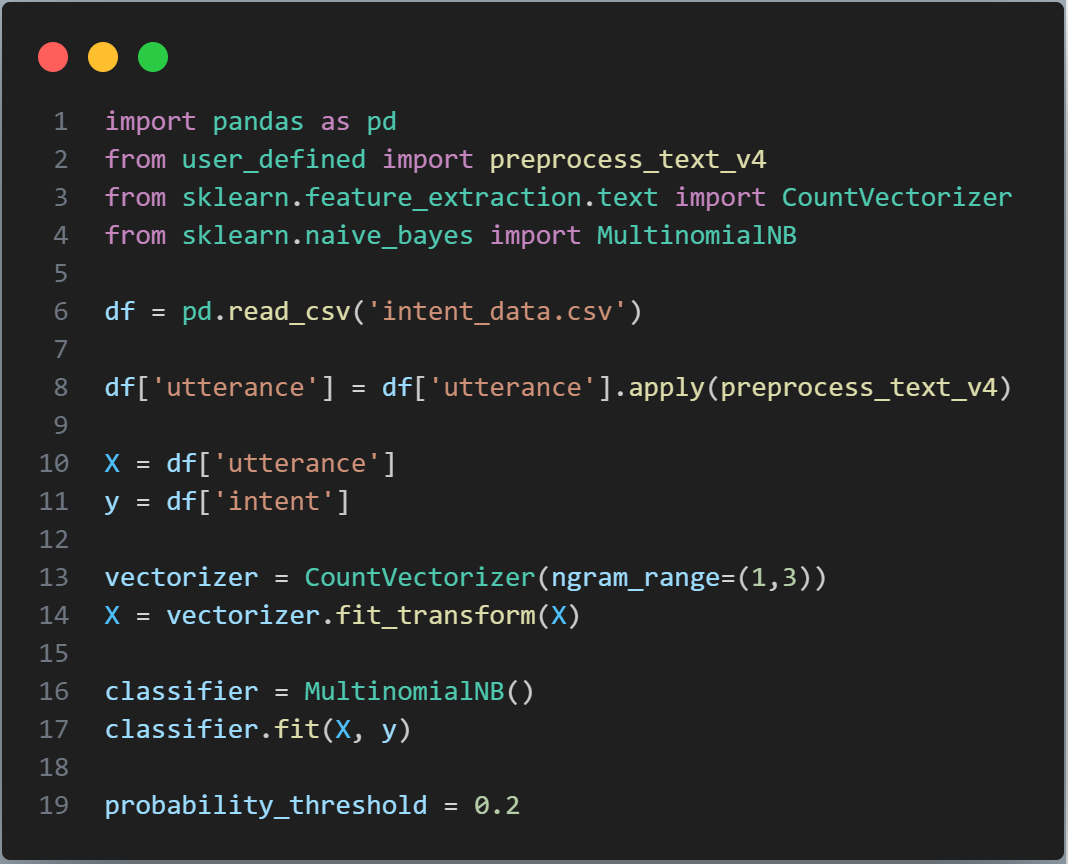 1 import pandas as pd
2 from user_defined import preprocess_text_v4
3 from sklearn.feature_extraction.text import CountVectorizer
4 from sklearn.naive_bayes import MultinomialNB
5
6 df = pd.read_csv('intent_data.csv')
7
8 df['utterance'] = df['utterance'].apply(preprocess_text_v4)
9
10 X = df['utterance']
11 y = df['intent']
12
13 vectorizer = CountVectorizer(ngram_range=(1,3))
14 X = vectorizer.fit_transform(X)
15
16 classifier = MultinomialNB()
17 classifier.fit(X, y)
18
19 probability_threshold = 0.2